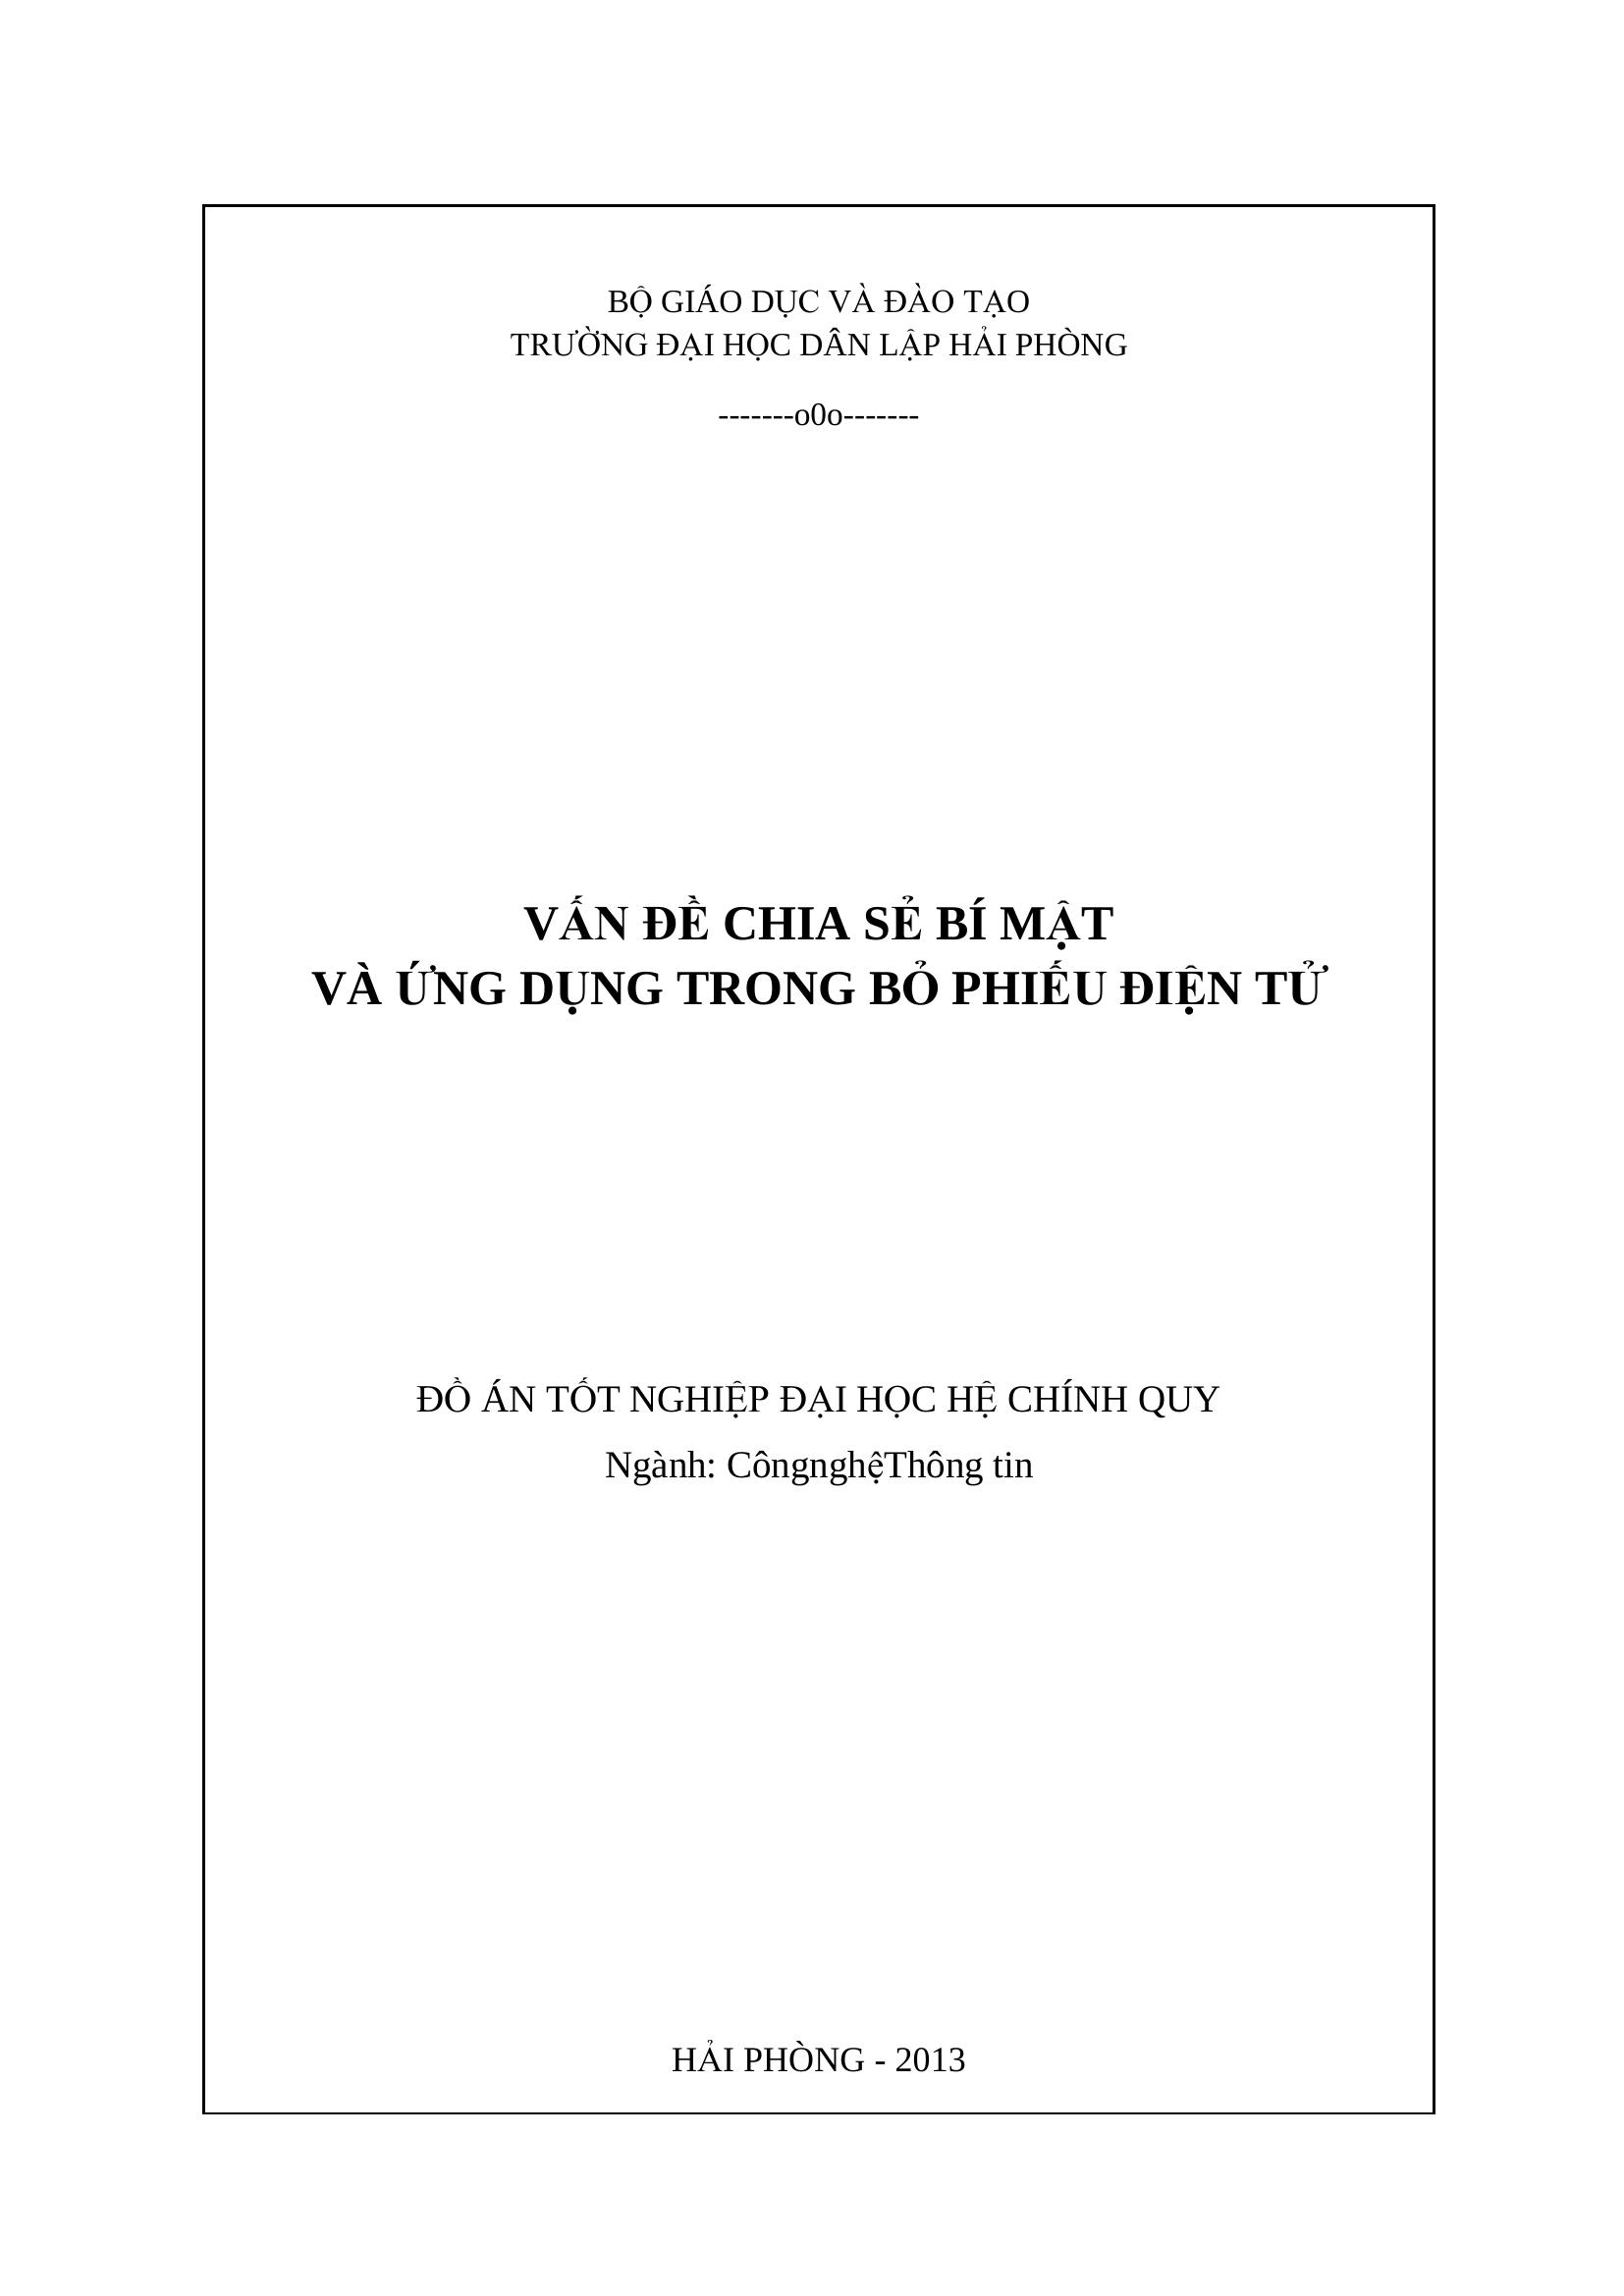 BỘ GIÁO DỤC VÀ ĐÀO TẠO
TRƯỜNG ĐẠI HỌC DÂN LẬP HẢI PHÒNG
-------o0o-------
VẤN ĐỀ CHIA SẺ BÍ MẬT
VÀ ỨNG DỤNG TRONG BỎ PHIẾU ĐIỆN TỬ
ĐỒ ÁN TỐT NGHIỆP ĐẠI HỌC HỆ CHÍNH QUY
Ngành: CôngnghệThông tin
HẢI PHÒNG - 2013